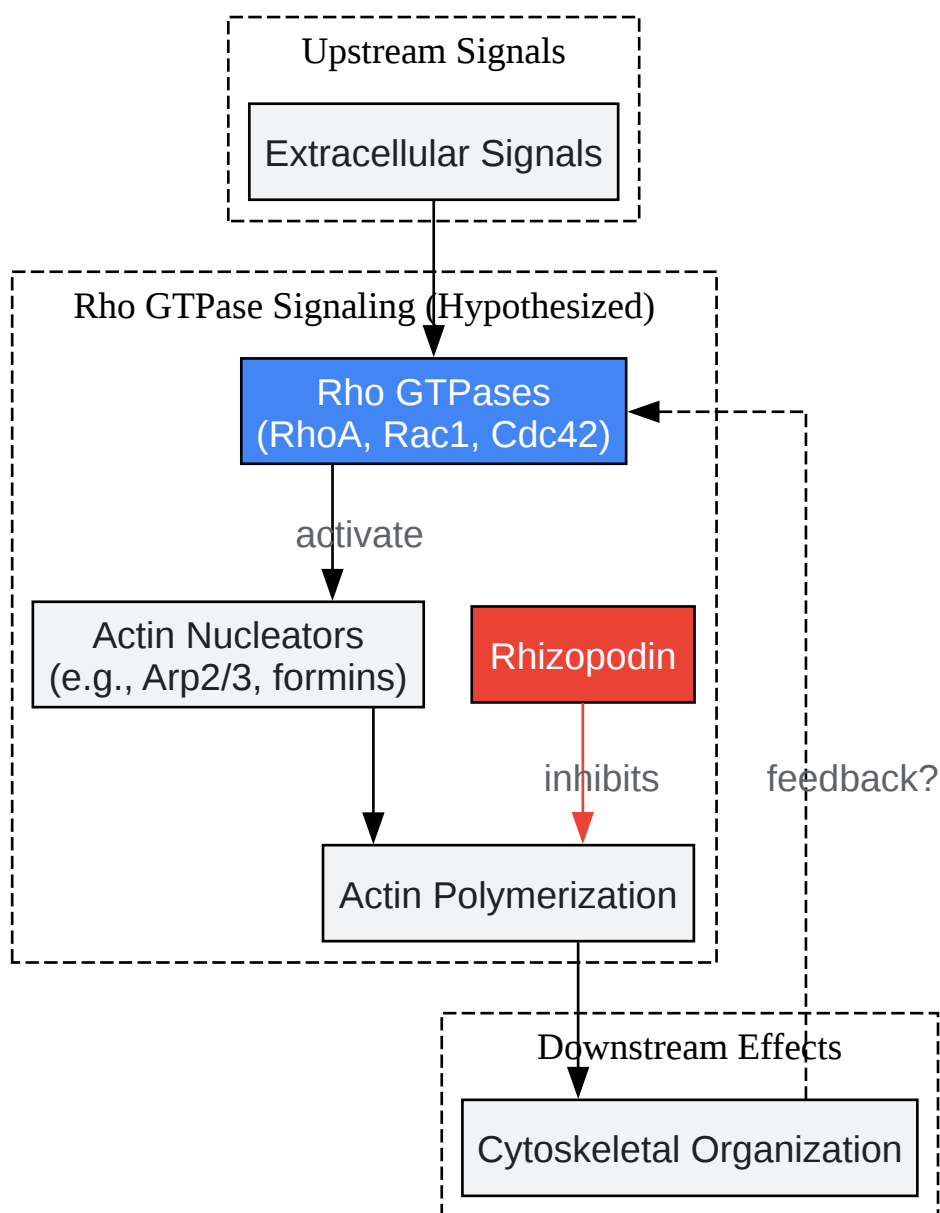 Upstream Signals
Extracellular Signals
Rho GTPase Signaling (Hypothesized)
Rho GTPases
(RhoA, Rac1, Cdc42)
activate
Actin Nucleators
(e.g., Arp2/3, formins)
Rhizopodin
inhibits
feedback?
Actin Polymerization
Downstream Effects
Cytoskeletal Organization